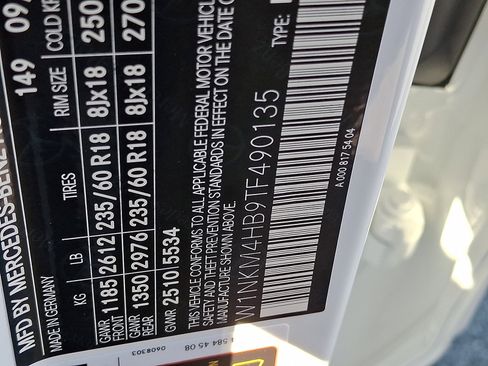 MFD BY MERCEDES-BENZ
149 09
MADE IN GERMANY
KG LB TIRES RIM SIZE COLD
GAWR FRONT 1185 2612 235/60 R18 8Jx18 250
GAWR REAR 1350 2976 235/60 R18 8Jx18 270
GWR 2510 5534
THIS VEHICLE CONFORMS TO ALL APPLICABLE FEDERAL MOTOR VEHICLE
SAFETY AND THEFT PREVENTION STANDARDS IN EFFECT ON THE DATE OF
MANUFACTURE SHOWN ABOVE.
W1NKM4HB9TF490135
TYPE:
A 000 817 54 04
0608303
584 45 08